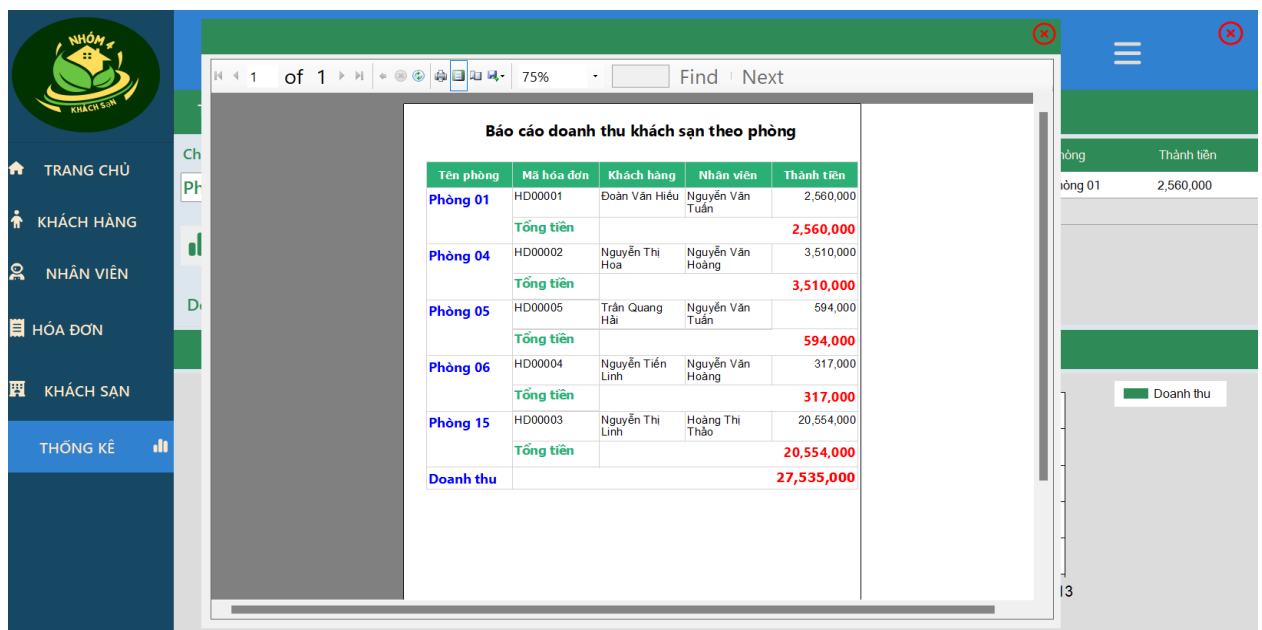 NHÓM 4
KHÁCH SẠN
TRANG CHỦ
KHÁCH HÀNG
NHÂN VIÊN
HÓA ĐƠN
KHÁCH SẠN
THỐNG KÊ
1 of 1 75% Find Next
Báo cáo doanh thu khách sạn theo phòng
Tên phòng Mã hóa đơn Khách hàng Nhân viên Thành tiền
Phòng 01 HD00001 Đoàn Văn Hiếu Nguyễn Văn Tuấn 2,560,000
Tổng tiền 2,560,000
Phòng 04 HD00002 Nguyễn Thị Hoa Nguyễn Văn Hoàng 3,510,000
Tổng tiền 3,510,000
Phòng 05 HD00005 Trần Quang Hải Nguyễn Văn Tuấn 594,000
Tổng tiền 594,000
Phòng 06 HD00004 Nguyễn Tiến Linh Nguyễn Văn Hoàng 317,000
Tổng tiền 317,000
Phòng 15 HD00003 Nguyễn Thị Linh Hoàng Thị Thảo 20,554,000
Tổng tiền 20,554,000
Doanh thu 27,535,000
Thành tiền
01 2,560,000
Doanh thu